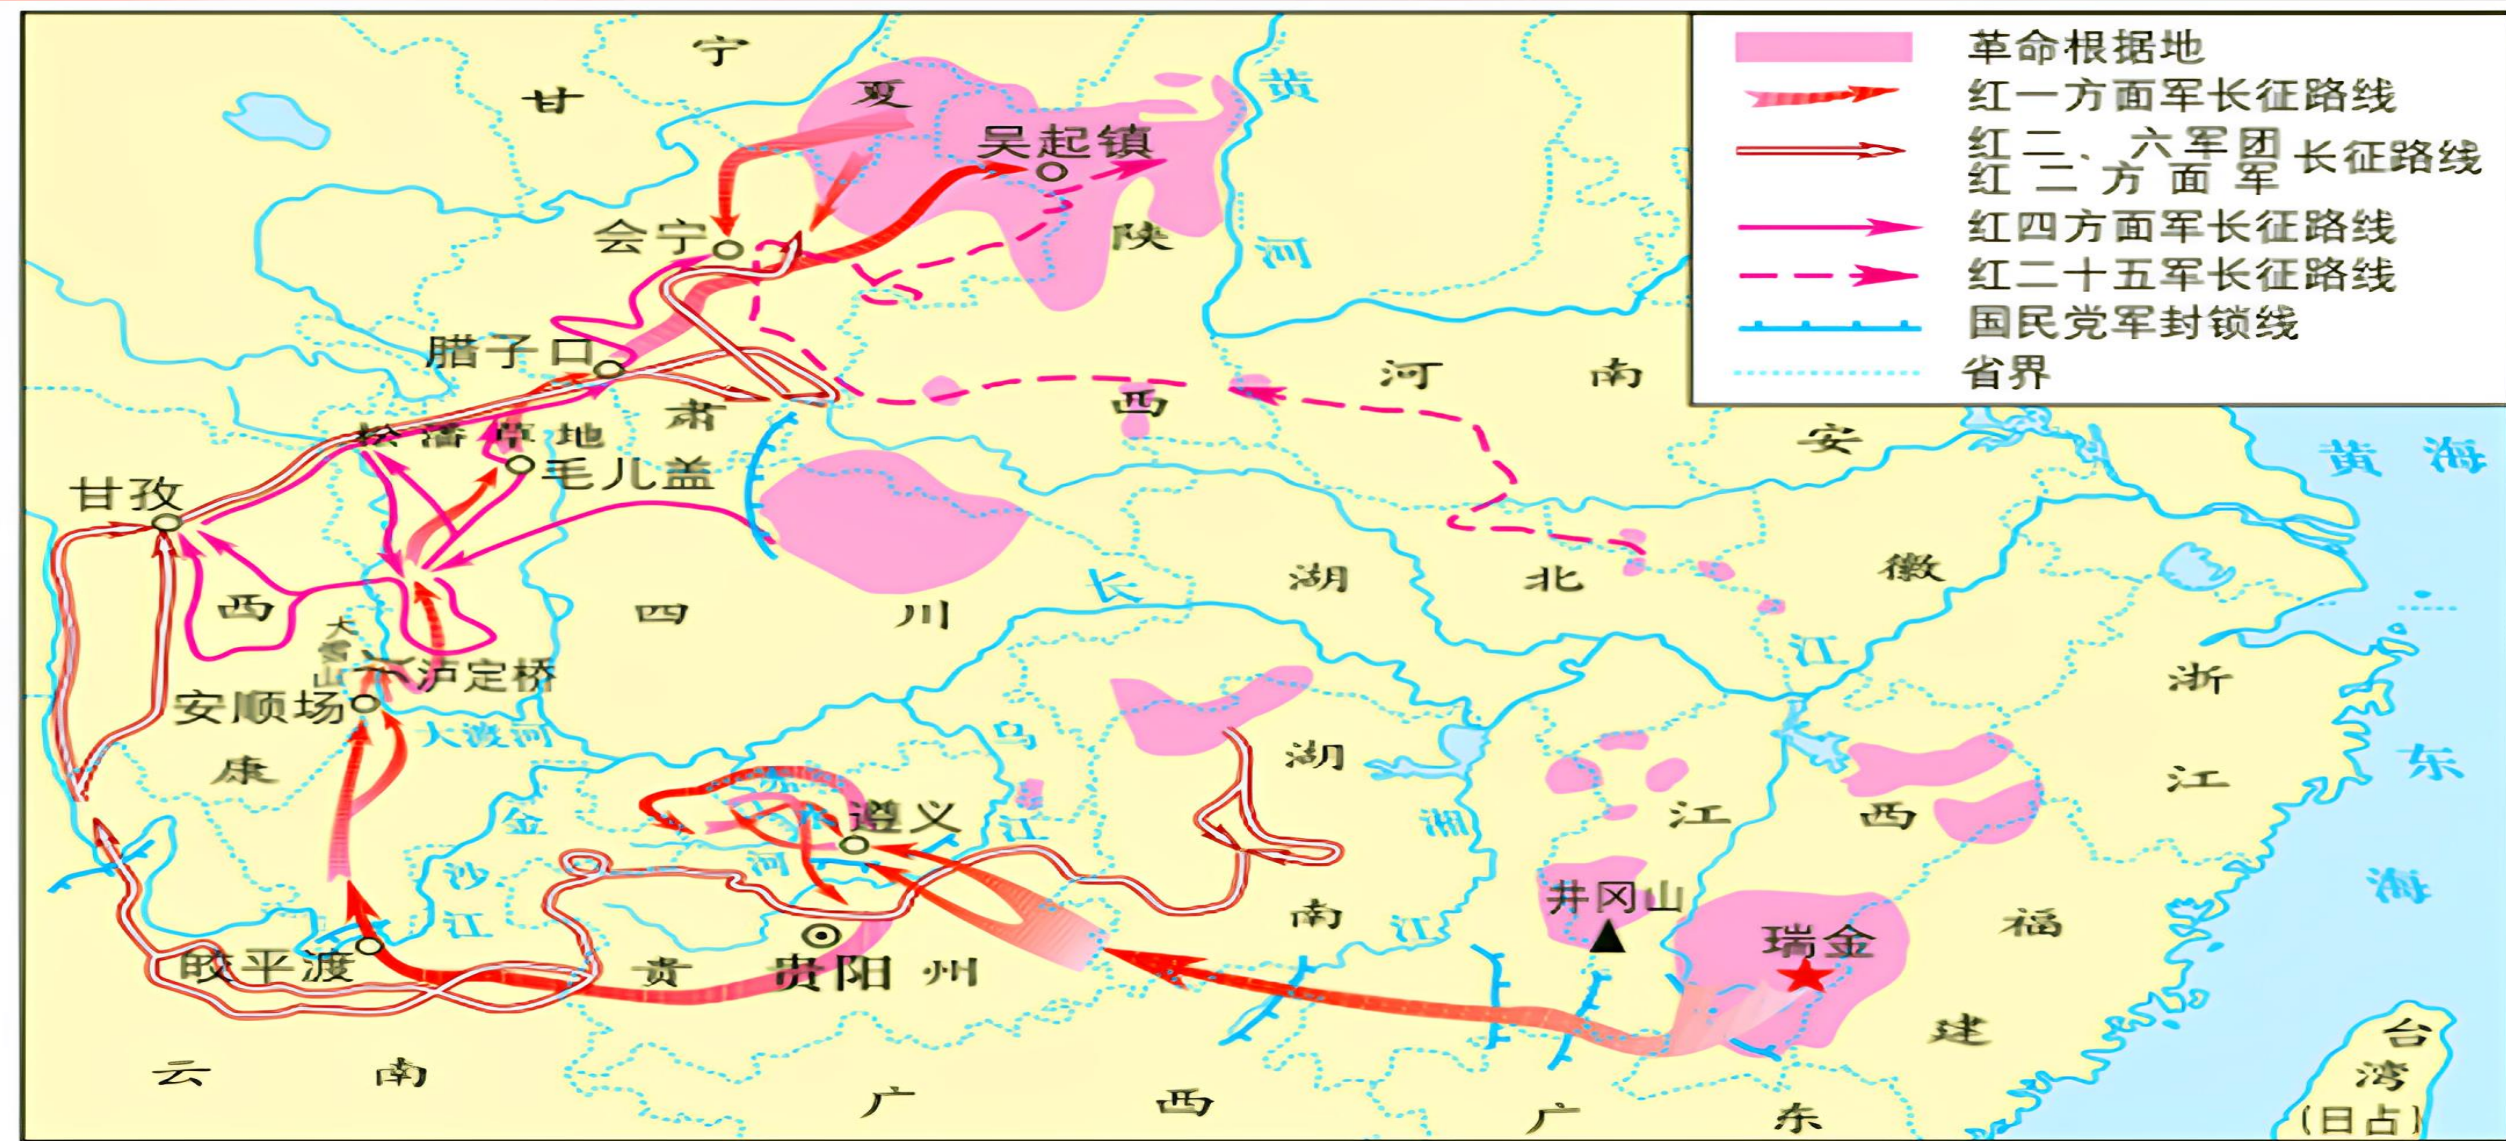 革命根据地
红一方面军长征路线
红二、六军团
红二方面军
长征路线
红四方面军长征路线
红二十五军长征路线
国民党军封锁线
省界
宁
夏
甘
肃
黄
河
吴起镇
会宁
陕
西
腊子口
河南
松潘草地
毛儿盖
甘孜
安
徽
黄海
西
康
大雪山
泸定桥
安顺场
大渡河
四川
长
江
湖北
浙
江
东
海
乌
江
湖
南
湘
江
金
沙
江
赤
水
河
遵义
江西
井冈山
瑞金
福
建
皎平渡
贵
州
贵阳
云南
广西
广东
台
湾
(日占)